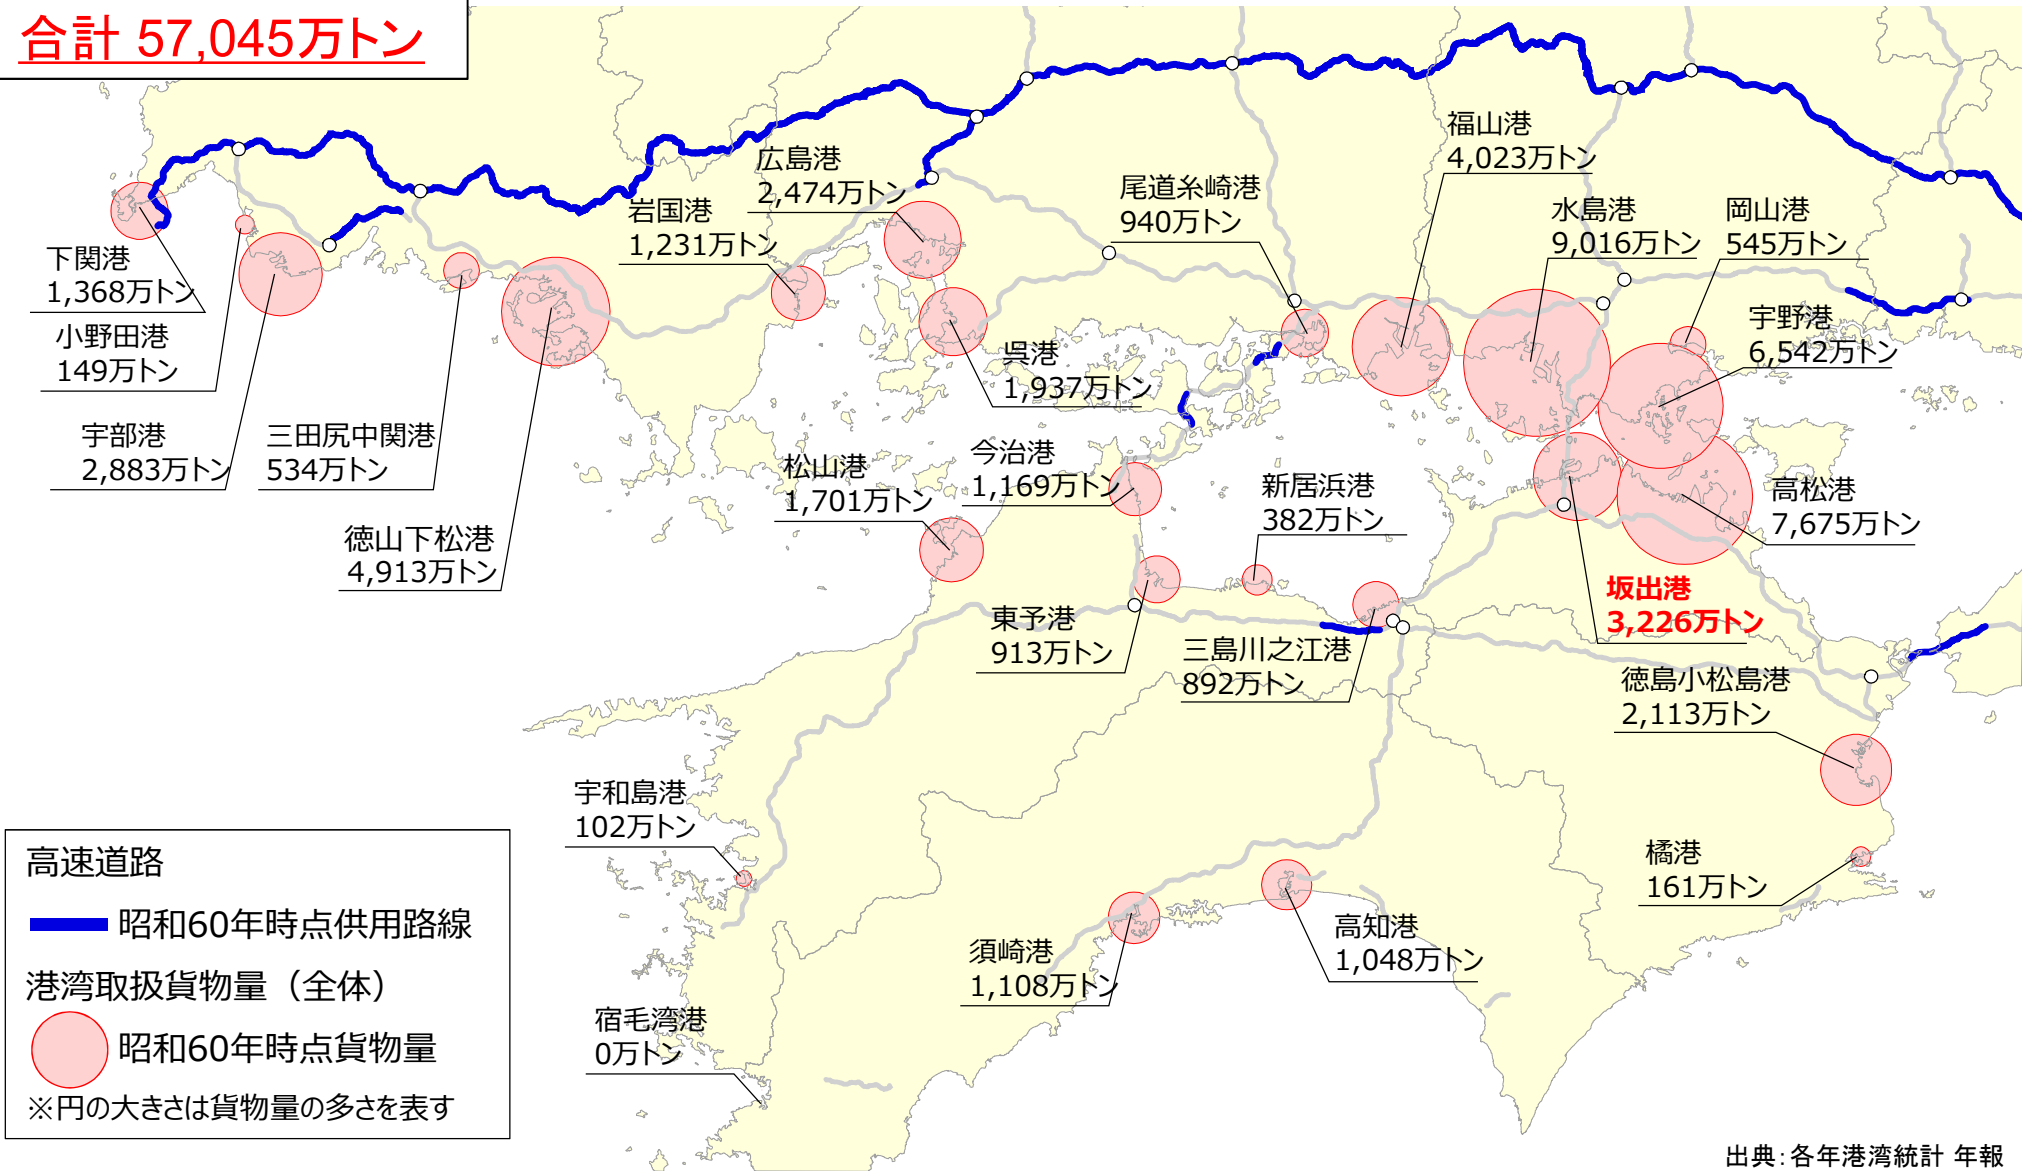 合計 57,045万トン
福山港
4,023万トン
広島港
2,474万トン
尾道糸崎港
940万トン
岩国港
1,231万トン
水島港
9,016万トン
岡山港
545万トン
下関港
1,368万トン
小野田港
149万トン
宇野港
6,542万トン
呉港
1,937万トン
宇部港
2,883万トン
三田尻中関港
534万トン
松山港
1,701万トン
今治港
1,169万トン
新居浜港
382万トン
高松港
7,675万トン
徳山下松港
4,913万トン
坂出港
3,226万トン
東予港
913万トン
三島川之江港
892万トン
徳島小松島港
2,113万トン
宇和島港
102万トン
橘港
161万トン
須崎港
1,108万トン
高知港
1,048万トン
宿毛湾港
0万トン
高速道路
昭和60年時点供用路線
港湾取扱貨物量（全体）
昭和60年時点貨物量
※円の大きさは貨物量の多さを表す
出典：各年港湾統計 年報